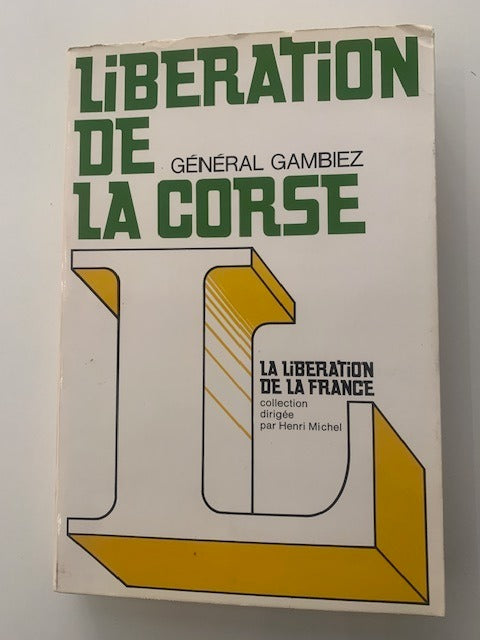 LiBERATiON
DE
GÉNÉRAL GAMBIEZ
LA CORSE
LA LiBERATiON
DE LA FRANCE
collection
dirigée
par Henri Michel